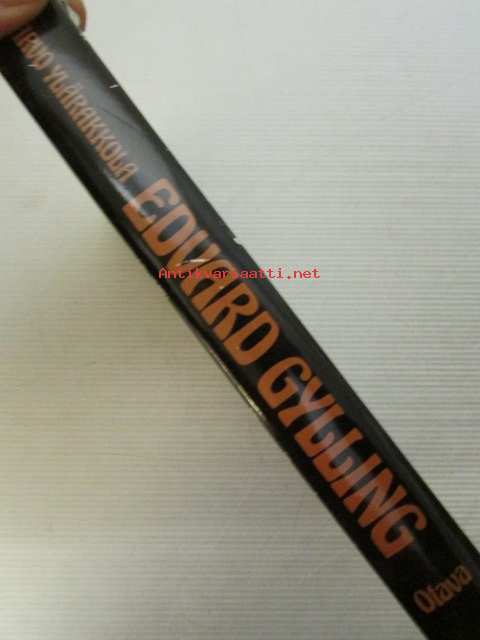 ARVO YLÄRAKKOLA
EDVARD GYLLING
Otava
Antikvariaatti.net